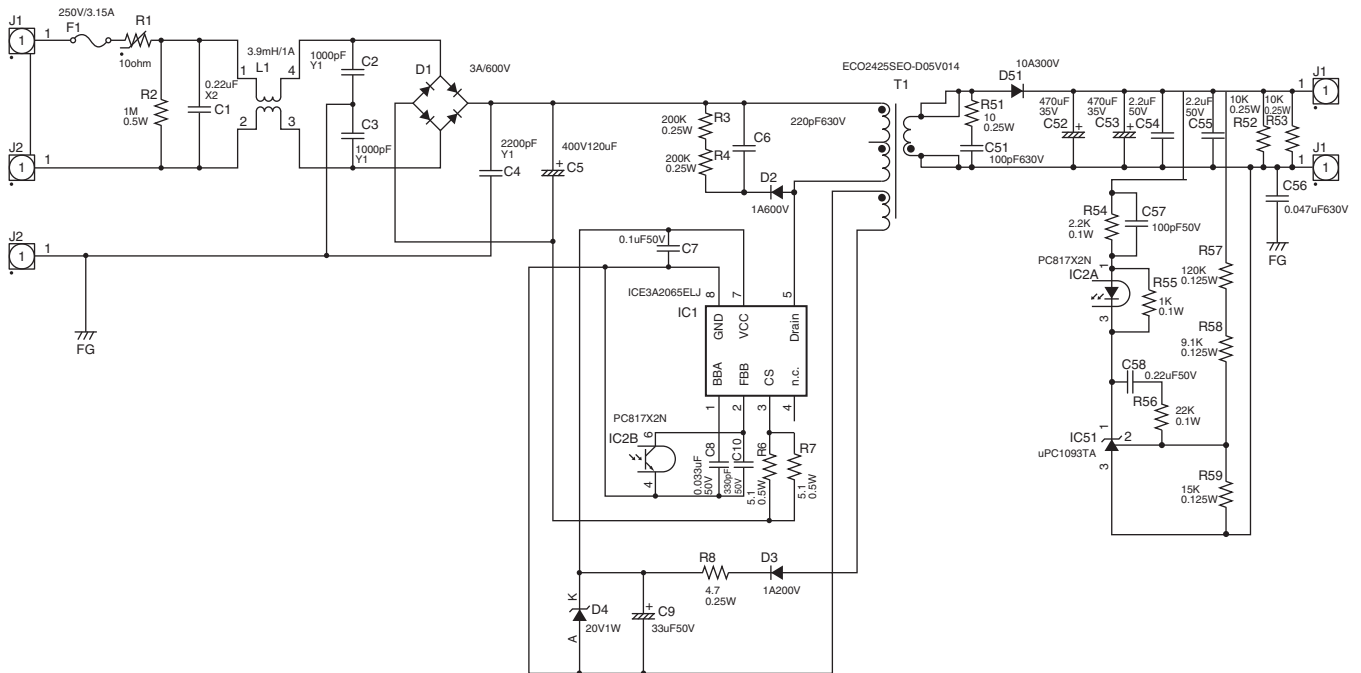 J1
1
1
250V/3.15A
F1
R1
10ohm
J2
1
1
R2
1M
0.5W
0.22uF
X2
C1
3.9mH/1A
L1
1
4
2
3
1000pF
Y1
C2
C3
1000pF
Y1
D1
3A/600V
J2
1
1
FG
2200pF
Y1
C4
400V120uF
+
C5
200K
0.25W
R3
200K
0.25W
R4
C6
220pF630V
D2
1A600V
ECO2425SEO-D05V014
T1
0.1uF50V
C7
ICE3A2065ELJ
IC1
8
7
5
GND
VCC
Drain
BBA
FBB
CS
n.c.
1
2
3
4
PC817X2N
IC2B
6
4
C8
0.033uF
50V
C10
330pF
50V
R6
5.1
0.5W
R7
5.1
0.5W
R8
4.7
0.25W
D3
1A200V
K
D4
A
20V1W
+
C9
33uF50V
10A300V
D51
R51
10
0.25W
C51
100pF630V
470uF
35V
C52
+
470uF
35V
C53
+
2.2uF
50V
C54
2.2uF
50V
C55
10K
0.25W
R52
10K
0.25W
R53
J1
1
1
J1
1
1
C56
0.047uF630V
FG
R54
2.2K
0.1W
C57
100pF50V
PC817X2N
IC2A
1
3
R55
1K
0.1W
R57
120K
0.125W
R58
9.1K
0.125W
C58
0.22uF50V
R56
22K
0.1W
IC51
uPC1093TA
1
2
3
R59
15K
0.125W